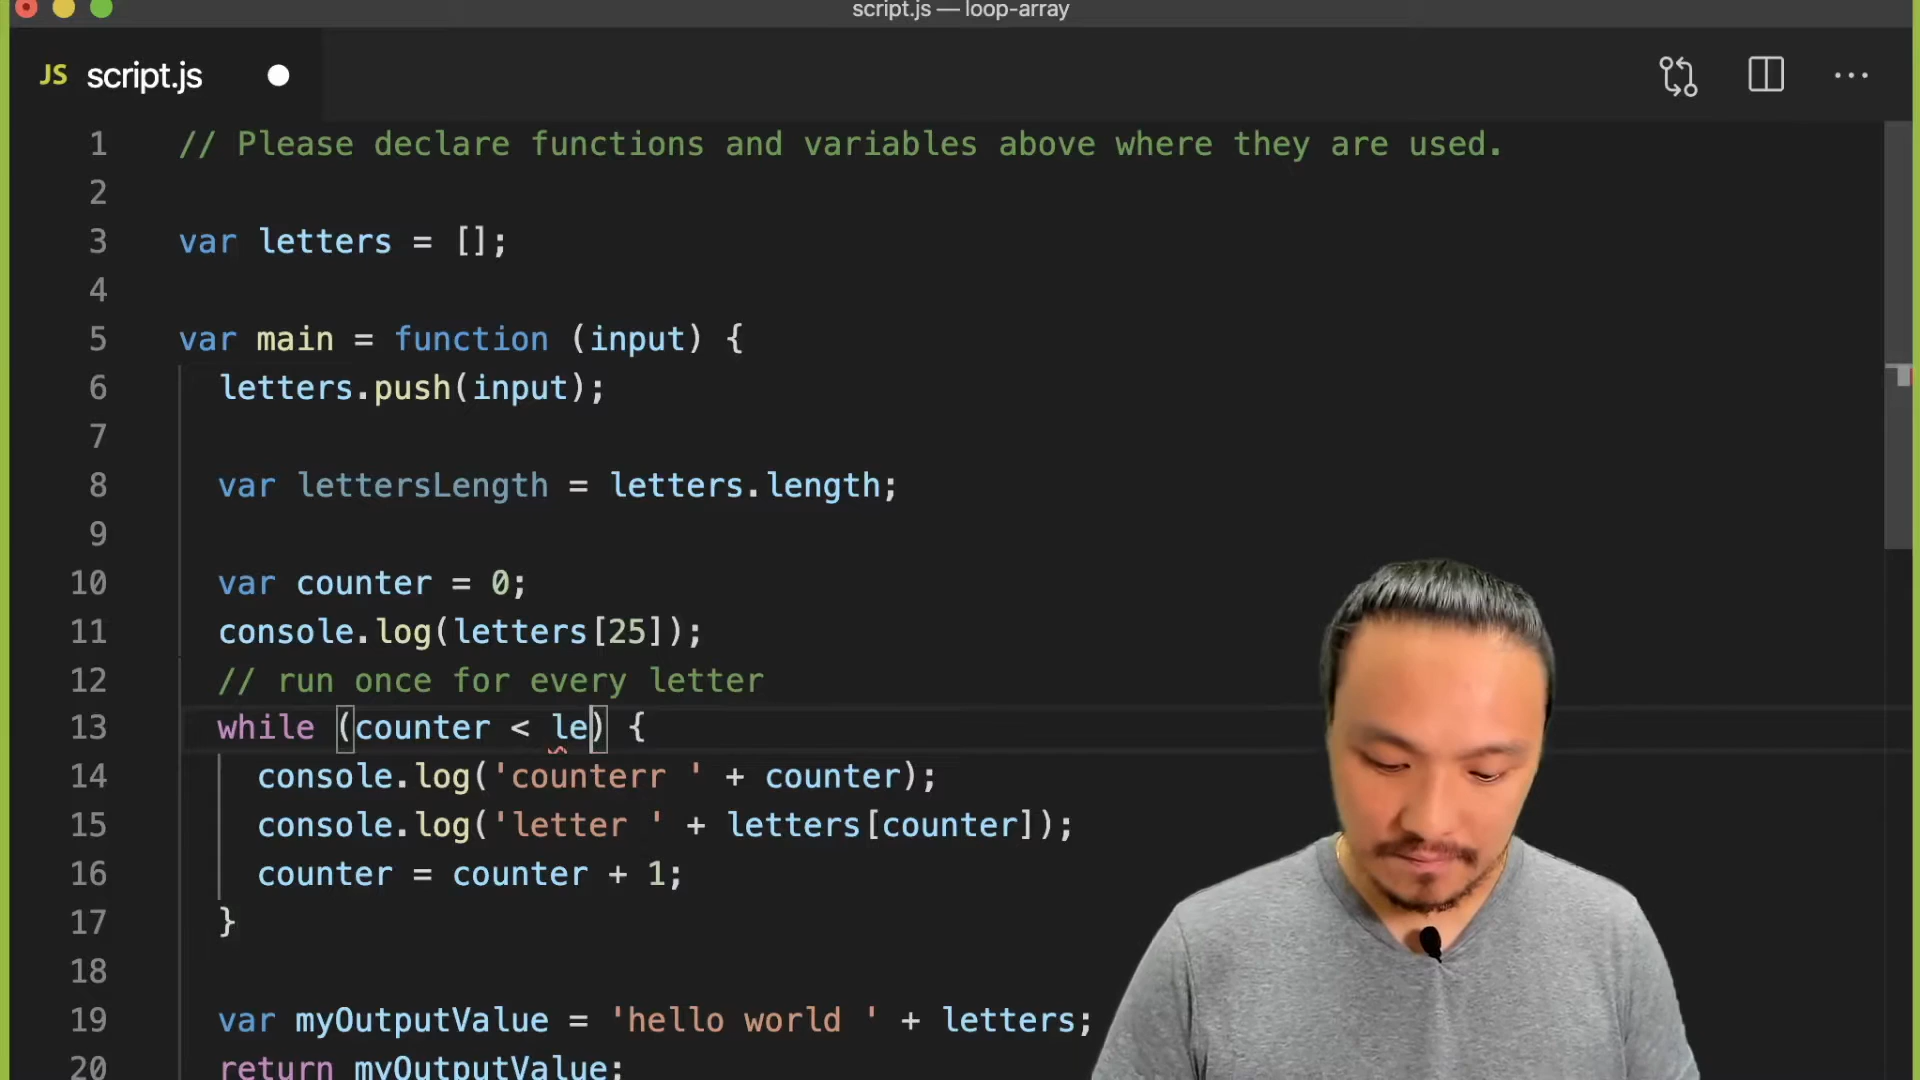 script.js — loop-array
JS script.js
1 // Please declare functions and variables above where they are used.
2
3 var letters = [];
4
5 var main = function (input) {
6 letters.push(input);
7
8 var lettersLength = letters.length;
9
10 var counter = 0;
11 console.log(letters[25]);
12 // run once for every letter
13 while (counter < le) {
14 console.log('counterr ' + counter);
15 console.log('letter ' + letters[counter]);
16 counter = counter + 1;
17 }
18
19 var myOutputValue = 'hello world ' + letters;
20 return myOutputValue;